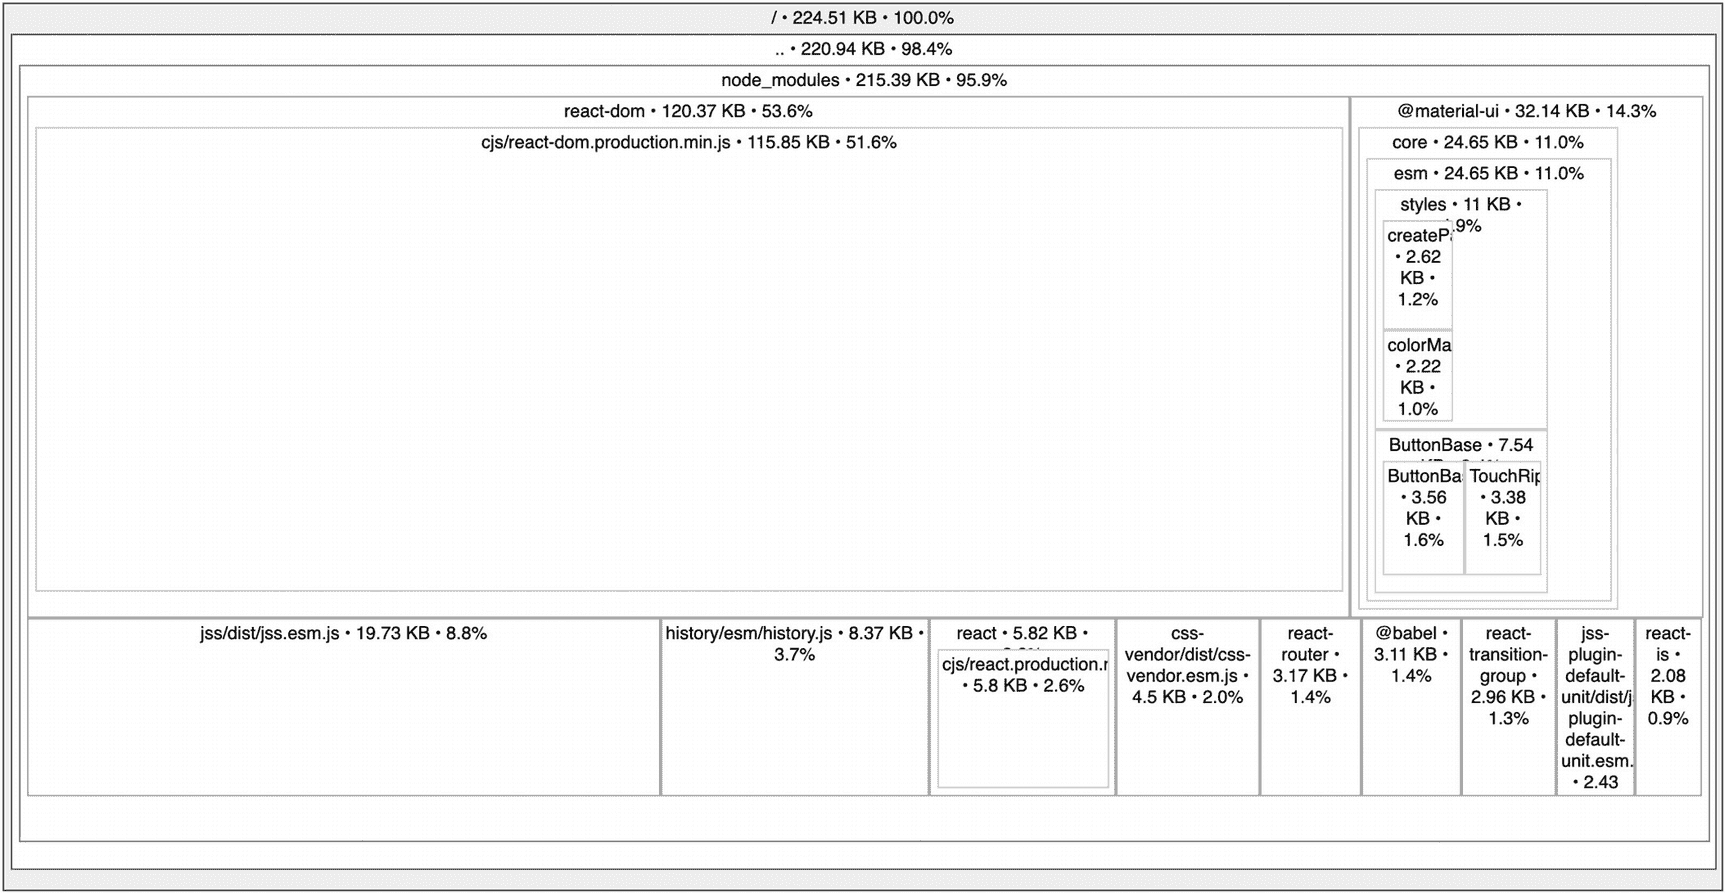 / • 224.51 KB • 100.0%
.. • 220.94 KB • 98.4%
node_modules • 215.39 KB • 95.9%
react-dom • 120.37 KB • 53.6%
cjs/react-dom.production.min.js • 115.85 KB • 51.6%
@material-ui • 32.14 KB • 14.3%
core • 24.65 KB • 11.0%
esm • 24.65 KB • 11.0%
styles • 11 KB •
.9%
createPa
• 2.62
KB •
1.2%
colorMa
• 2.22
KB •
1.0%
ButtonBase • 7.54
ButtonBa
• 3.56
KB •
1.6%
TouchRip
• 3.38
KB •
1.5%
jss/dist/jss.esm.js • 19.73 KB • 8.8%
history/esm/history.js • 8.37 KB •
3.7%
react • 5.82 KB •
cjs/react.production.r
• 5.8 KB • 2.6%
css-
vendor/dist/css-
vendor.esm.js •
4.5 KB • 2.0%
react-
router •
3.17 KB •
1.4%
@babel •
3.11 KB •
1.4%
react-
transition-
group •
2.96 KB •
1.3%
jss-
plugin-
default-
unit/dist/j
plugin-
default-
unit.esm.
• 2.43
react-
is •
2.08
KB •
0.9%